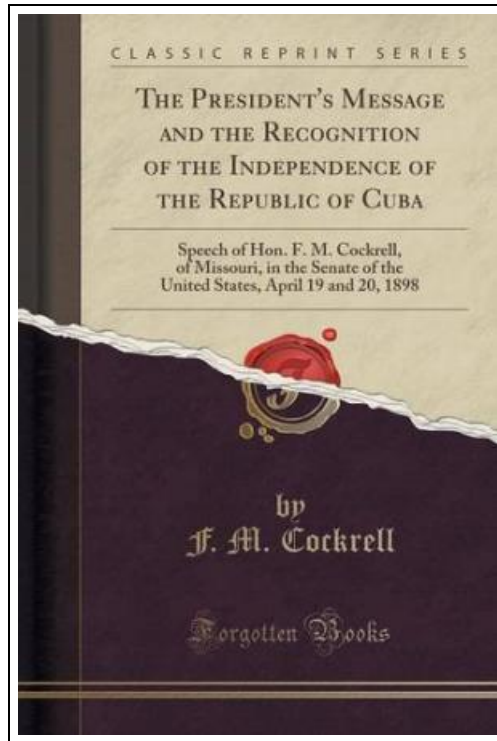 CLASSIC REPRINT SERIES
THE PRESIDENT'S MESSAGE
AND THE RECOGNITION
OF THE INDEPENDENCE OF
THE REPUBLIC OF CUBA
Speech of Hon. F. M. Cockrell,
of Missouri, in the Senate of the
United States, April 19 and 20, 1898
by
F. M. Cockrell
Forgotten Books